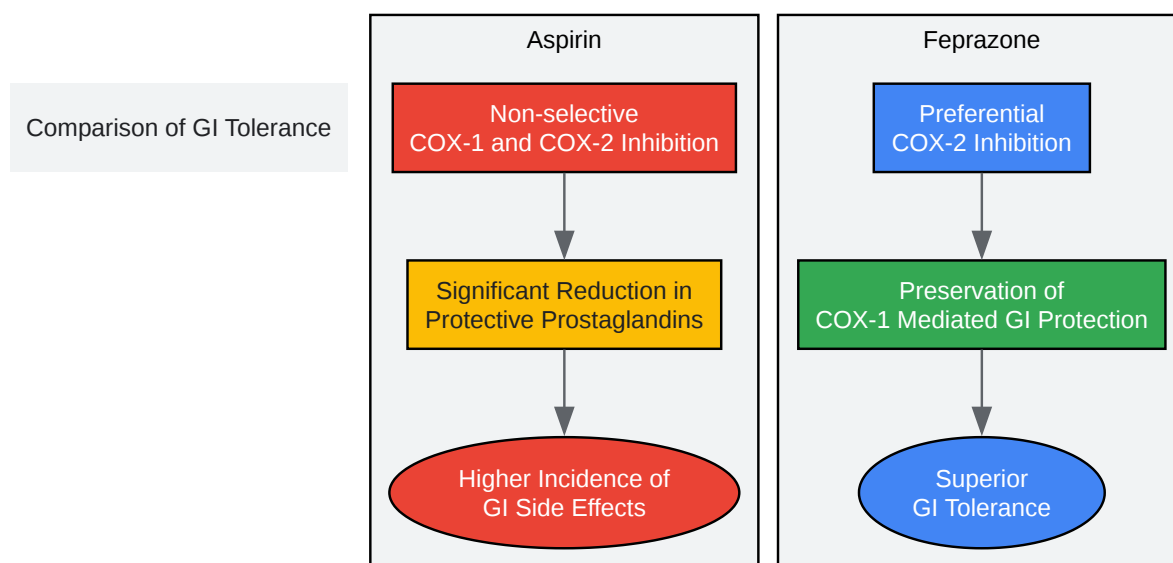 Comparison of GI Tolerance
Aspirin
Non-selective
COX-1 and COX-2 Inhibition
Significant Reduction in
Protective Prostaglandins
Higher Incidence of
GI Side Effects
Feprazone
Preferential
COX-2 Inhibition
Preservation of
COX-1 Mediated GI Protection
Superior
GI Tolerance